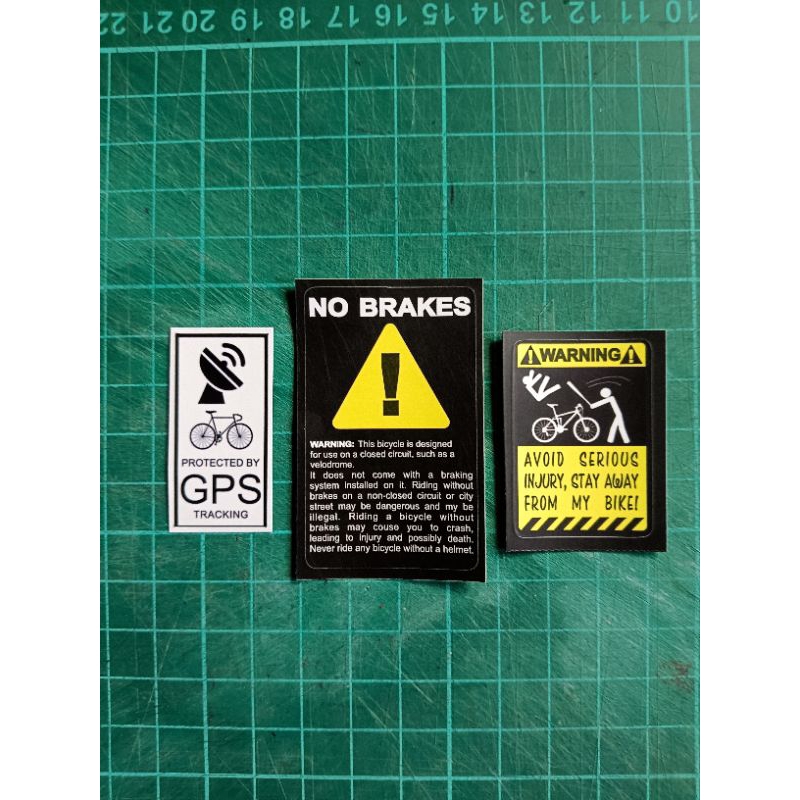 22 21 20 19 18 17 16 15 14 13 12 11 10
PROTECTED BY
GPS
TRACKING
NO BRAKES
!
WARNING: This bicycle is designed
for use on a closed circuit, such as a
velodrome.
It does not come with a braking
system installed on it. Riding without
brakes on a non-closed circuit or city
street may be dangerous and my be
illegal. Riding a bicycle without
brakes may couse you to crash,
leading to injury and possibly death.
Never ride any bicycle without a helmet.
!WARNING!
AVOID SERIOUS
INJURY, STAY AWAY
FROM MY BIKE!